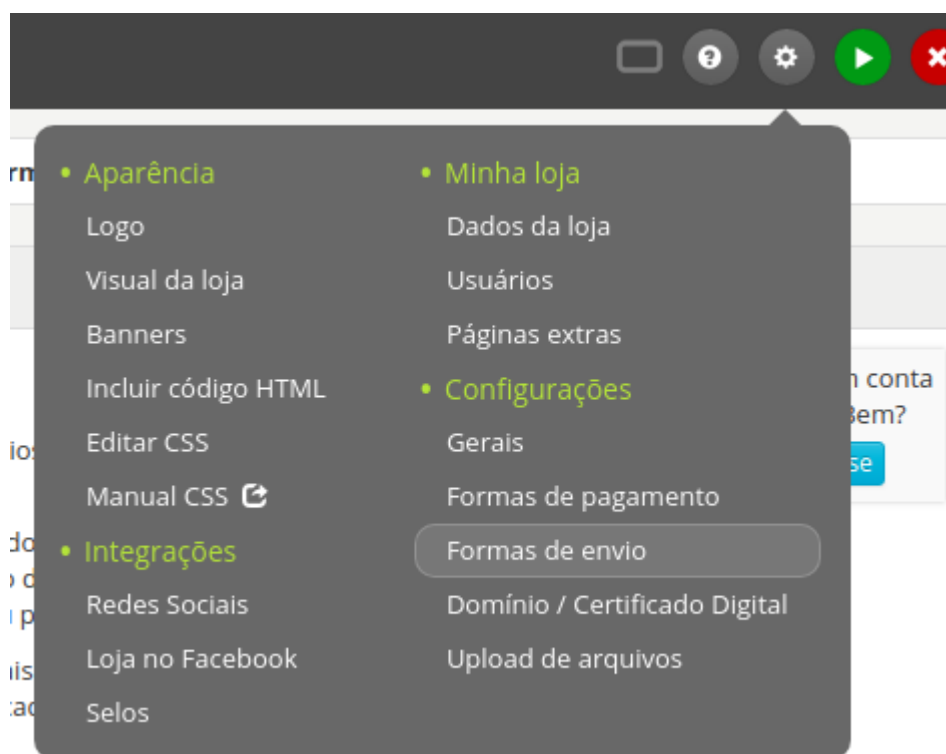 Aparência
Logo
Visual da loja
Banners
Incluir código HTML
Editar CSS
Manual CSS
Integrações
Redes Sociais
Loja no Facebook
Selos
Minha loja
Dados da loja
Usuários
Páginas extras
Configurações
Gerais
Formas de pagamento
Formas de envio
Domínio / Certificado Digital
Upload de arquivos
conta